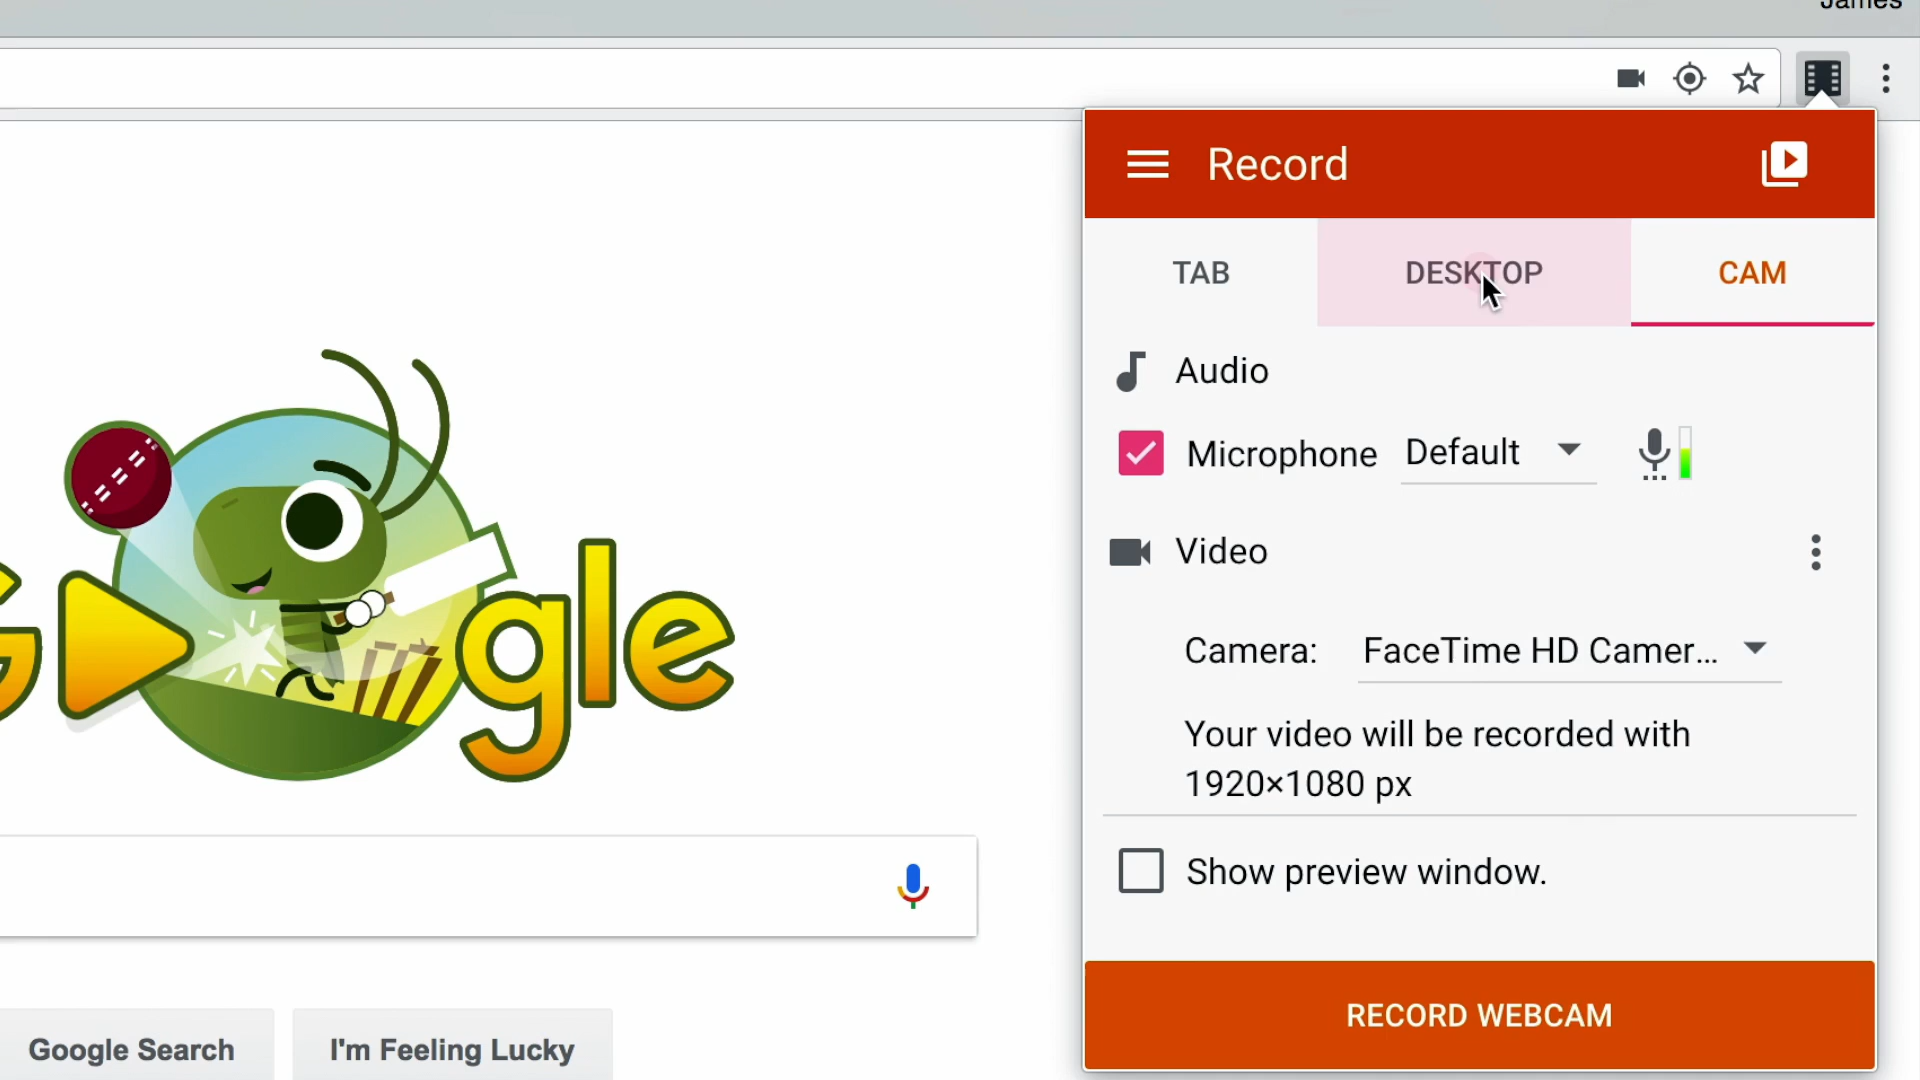 James
Record
TAB
DESKTOP
CAM
Audio
Microphone
Default
Video
Camera:
FaceTime HD Camer...
Your video will be recorded with
1920×1080 px
Show preview window.
RECORD WEBCAM
G gle
Google Search
I'm Feeling Lucky